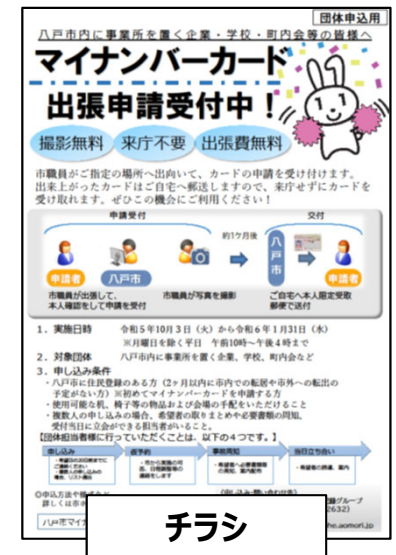 団体申込用
八戸市内に事業所を置く企業・学校・町内会等の皆様へ
マイナンバーカード
出張申請受付中!
撮影無料 来庁不要 出張費無料
市職員がご指定の場所へ出向いて、カードの申請を受け付けます。
出来上がったカードはご自宅へ郵送しますので、来庁せずにカードを
受け取れます。ぜひこの機会にご利用ください!
申請受付 交付
約1ケ月後
申請者 八戸市 八戸市 申請者
市職員が出張して、 市職員が写真を撮影 ご自宅へ本人限定受取
本人確認をして申請を受付 郵便で送付
1.実施日時 令和5年10月3日(火)から令和6年1月31日(水)
※月曜日を除く平日 午前10時~午後4時まで
2.対象団体 八戸市内に事業所を置く企業、学校、町内会など
3.申し込み条件
・八戸市に住民登録のある方(2ヶ月以内に市内での転居や市外への転出の
予定がない方)※初めてマイナンバーカードを申請する方
・使用可能な机、椅子等の物品および会場の手配をいただけること
・複数人の申し込みの場合、希望者の取りまとめや必要書類の周知、
受付当日に立会ができる担当者がいること。
【団体担当者様に行っていただくことは、以下の4つです。】
申し込み 仮予約 事前周知 当日立ち合い
・希望者の誘導、案内
チラシ